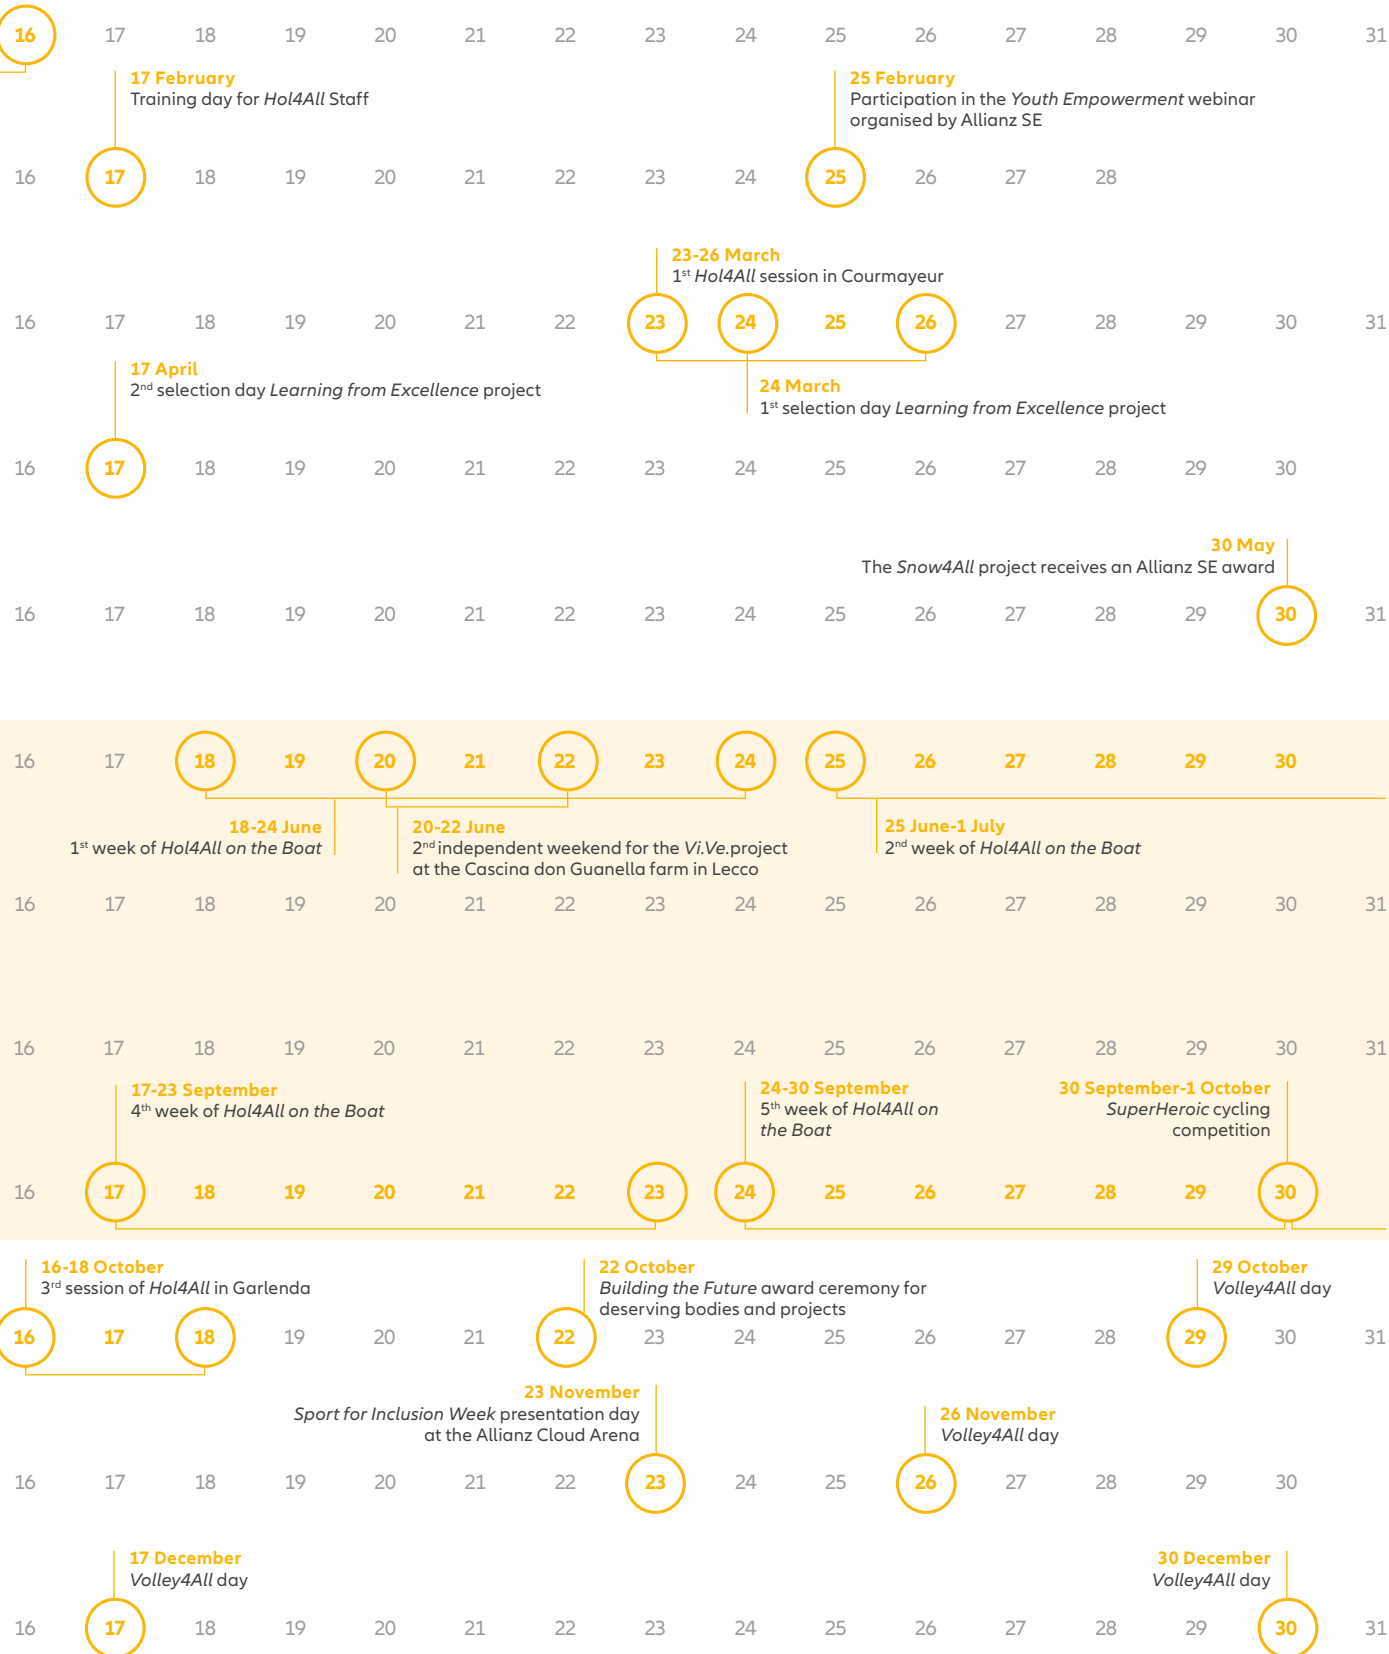 16 17 18 19 20 21 22 23 24 25 26 27 28 29 30 31
17 February
Training day for Hol4All Staff
25 February
Participation in the Youth Empowerment webinar
organised by Allianz SE
16 17 18 19 20 21 22 23 24 25 26 27 28
23-26 March
1st Hol4All session in Courmayeur
16 17 18 19 20 21 22 23 24 25 26 27 28 29 30 31
17 April
2nd selection day Learning from Excellence project
24 March
1st selection day Learning from Excellence project
16 17 18 19 20 21 22 23 24 25 26 27 28 29 30
30 May
The Snow4All project receives an Allianz SE award
16 17 18 19 20 21 22 23 24 25 26 27 28 29 30 31
16 17 18 19 20 21 22 23 24 25 26 27 28 29 30
18-24 June
1st week of Hol4All on the Boat
20-22 June
2nd independent weekend for the Vi.Ve.project
at the Cascina don Guanella farm in Lecco
25 June-1 July
2nd week of Hol4All on the Boat
16 17 18 19 20 21 22 23 24 25 26 27 28 29 30 31
16 17 18 19 20 21 22 23 24 25 26 27 28 29 30 31
17-23 September
4th week of Hol4All on the Boat
24-30 September
5th week of Hol4All on
the Boat
30 September-1 October
SuperHeroic cycling
competition
16 17 18 19 20 21 22 23 24 25 26 27 28 29 30
16-18 October
3rd session of Hol4All in Garlenda
22 October
Building the Future award ceremony for
deserving bodies and projects
29 October
Volley4All day
16 17 18 19 20 21 22 23 24 25 26 27 28 29 30 31
23 November
Sport for Inclusion Week presentation day
at the Allianz Cloud Arena
26 November
Volley4All day
16 17 18 19 20 21 22 23 24 25 26 27 28 29 30
17 December
Volley4All day
30 December
Volley4All day
16 17 18 19 20 21 22 23 24 25 26 27 28 29 30 31